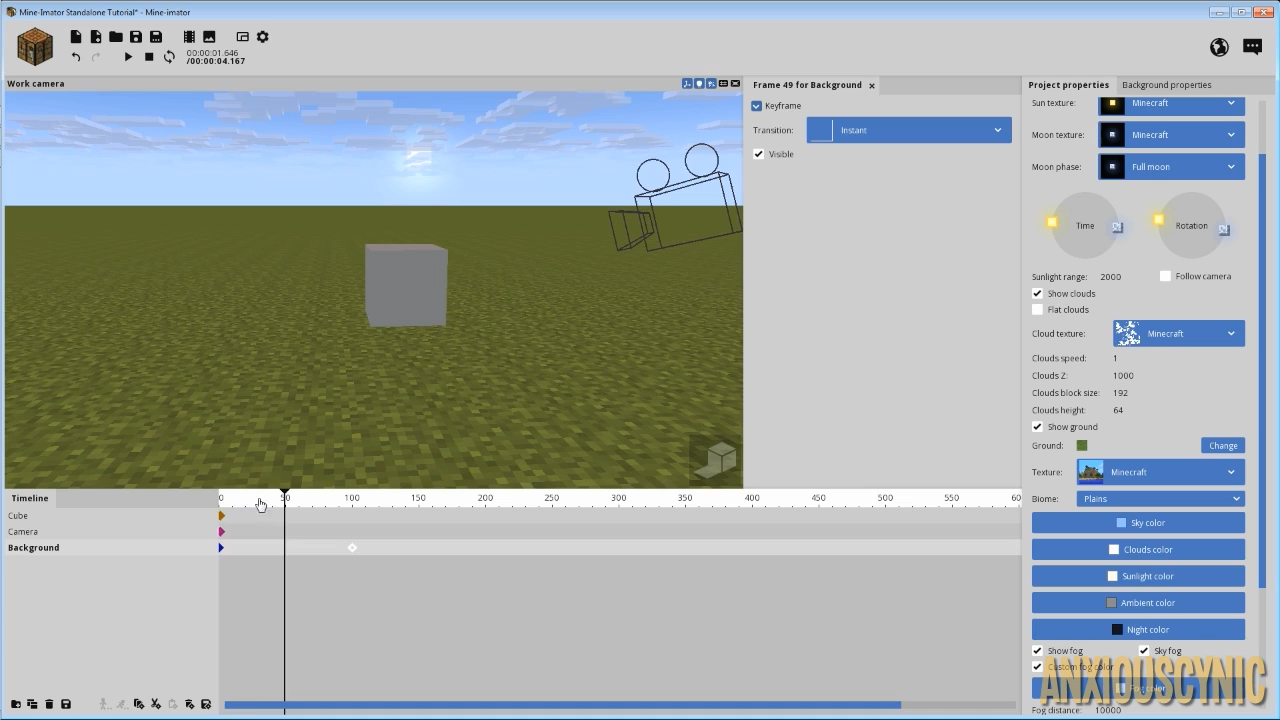 Mine-Imator Standalone Tutorial* - Mine-imator
00:00:01.646
/00:00:04.167
Work camera
Frame 49 for Background
Keyframe
Transition: Instant
Visible
Project properties Background properties
Sun texture: Minecraft
Moon texture: Minecraft
Moon phase: Full moon
Time Rotation
Sunlight range: 2000 Follow camera
Show clouds
Flat clouds
Cloud texture: Minecraft
Clouds speed: 1
Clouds Z: 1000
Clouds block size: 192
Clouds height: 64
Show ground
Ground: Change
Texture: Minecraft
Biome: Plains
Sky color
Clouds color
Sunlight color
Ambient color
Night color
Show fog Sky fog
Custom fog color
Fog color
Fog distance: 10000
ANXIOUSCYNIC
Timeline
0 50 100 150 200 250 300 350 400 450 500 550 60
Cube
Camera
Background